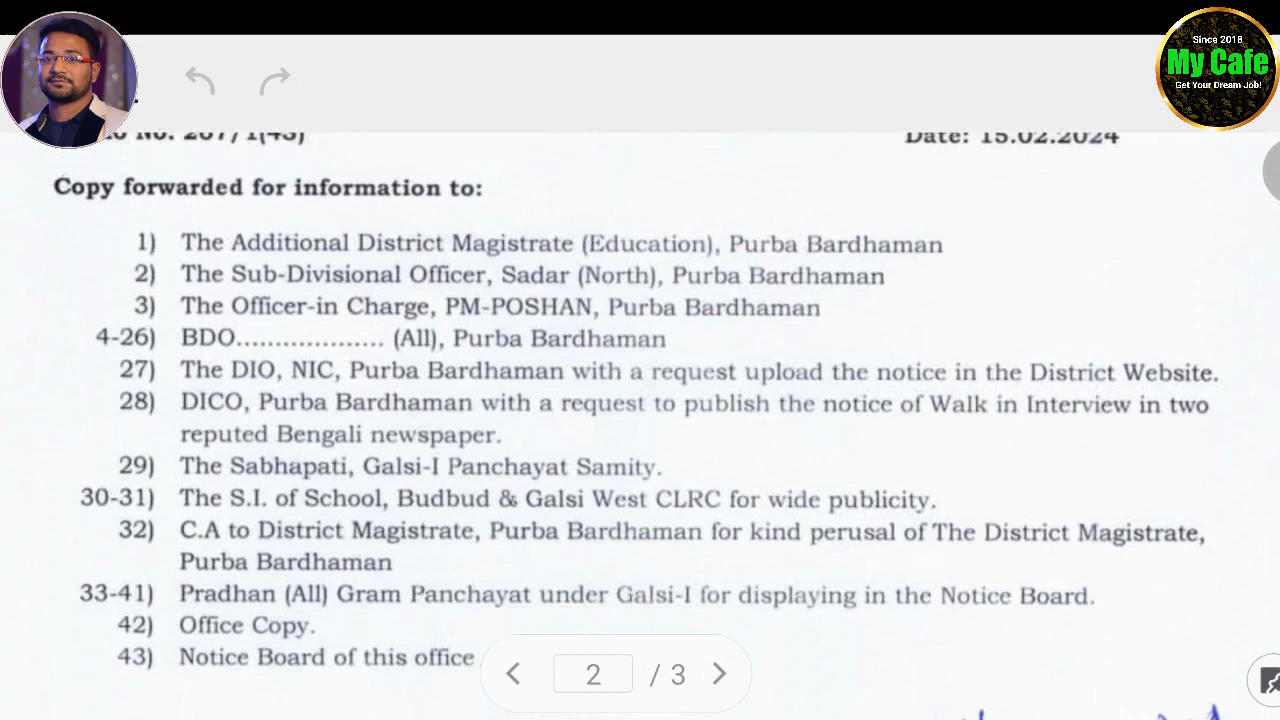 Since 2018
My Cafe
Get Your Dream Job!
No. 267/1(43) Date: 15.02.2024
Copy forwarded for information to:
1) The Additional District Magistrate (Education), Purba Bardhaman
2) The Sub-Divisional Officer, Sadar (North), Purba Bardhaman
3) The Officer-in Charge, PM-POSHAN, Purba Bardhaman
4-26) BDO................... (All), Purba Bardhaman
27) The DIO, NIC, Purba Bardhaman with a request upload the notice in the District Website.
28) DICO, Purba Bardhaman with a request to publish the notice of Walk in Interview in two
reputed Bengali newspaper.
29) The Sabhapati, Galsi-I Panchayat Samity.
30-31) The S.I. of School, Budbud & Galsi West CLRC for wide publicity.
32) C.A to District Magistrate, Purba Bardhaman for kind perusal of The District Magistrate,
Purba Bardhaman
33-41) Pradhan (All) Gram Panchayat under Galsi-I for displaying in the Notice Board.
42) Office Copy.
43) Notice Board of this office
2 / 3